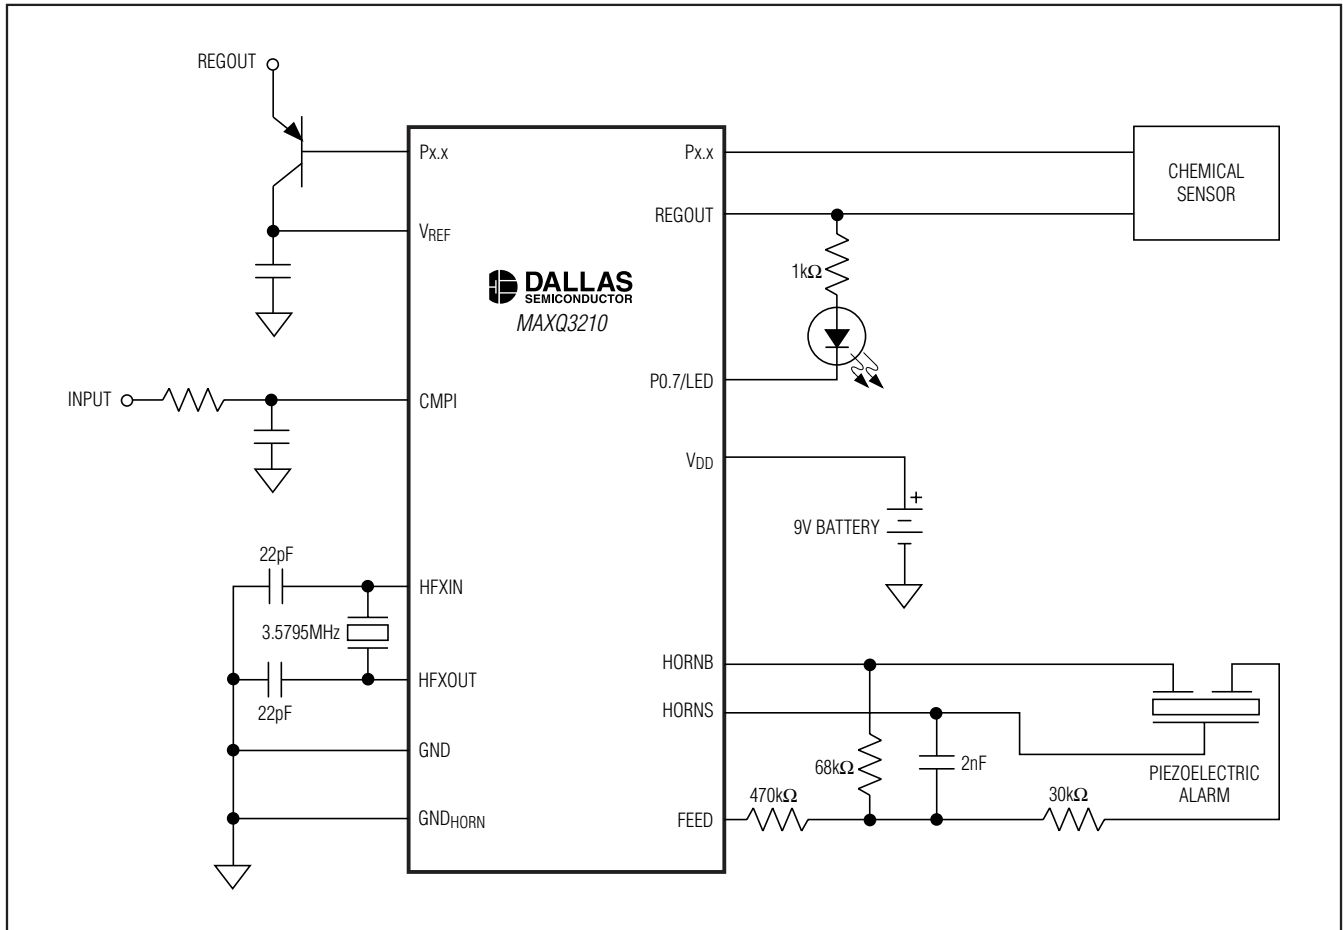 REGOUT
Px.x
VREF
INPUT
CMPI
22pF
HFXIN
3.5795MHz
HFXOUT
22pF
GND
GNDHORN
DALLAS
SEMICONDUCTOR
MAXQ3210
Px.x
CHEMICAL
SENSOR
REGOUT
1kΩ
P0.7/LED
VDD
+
9V BATTERY
HORNB
HORNS
68kΩ
2nF
PIEZOELECTRIC
ALARM
470kΩ
30kΩ
FEED